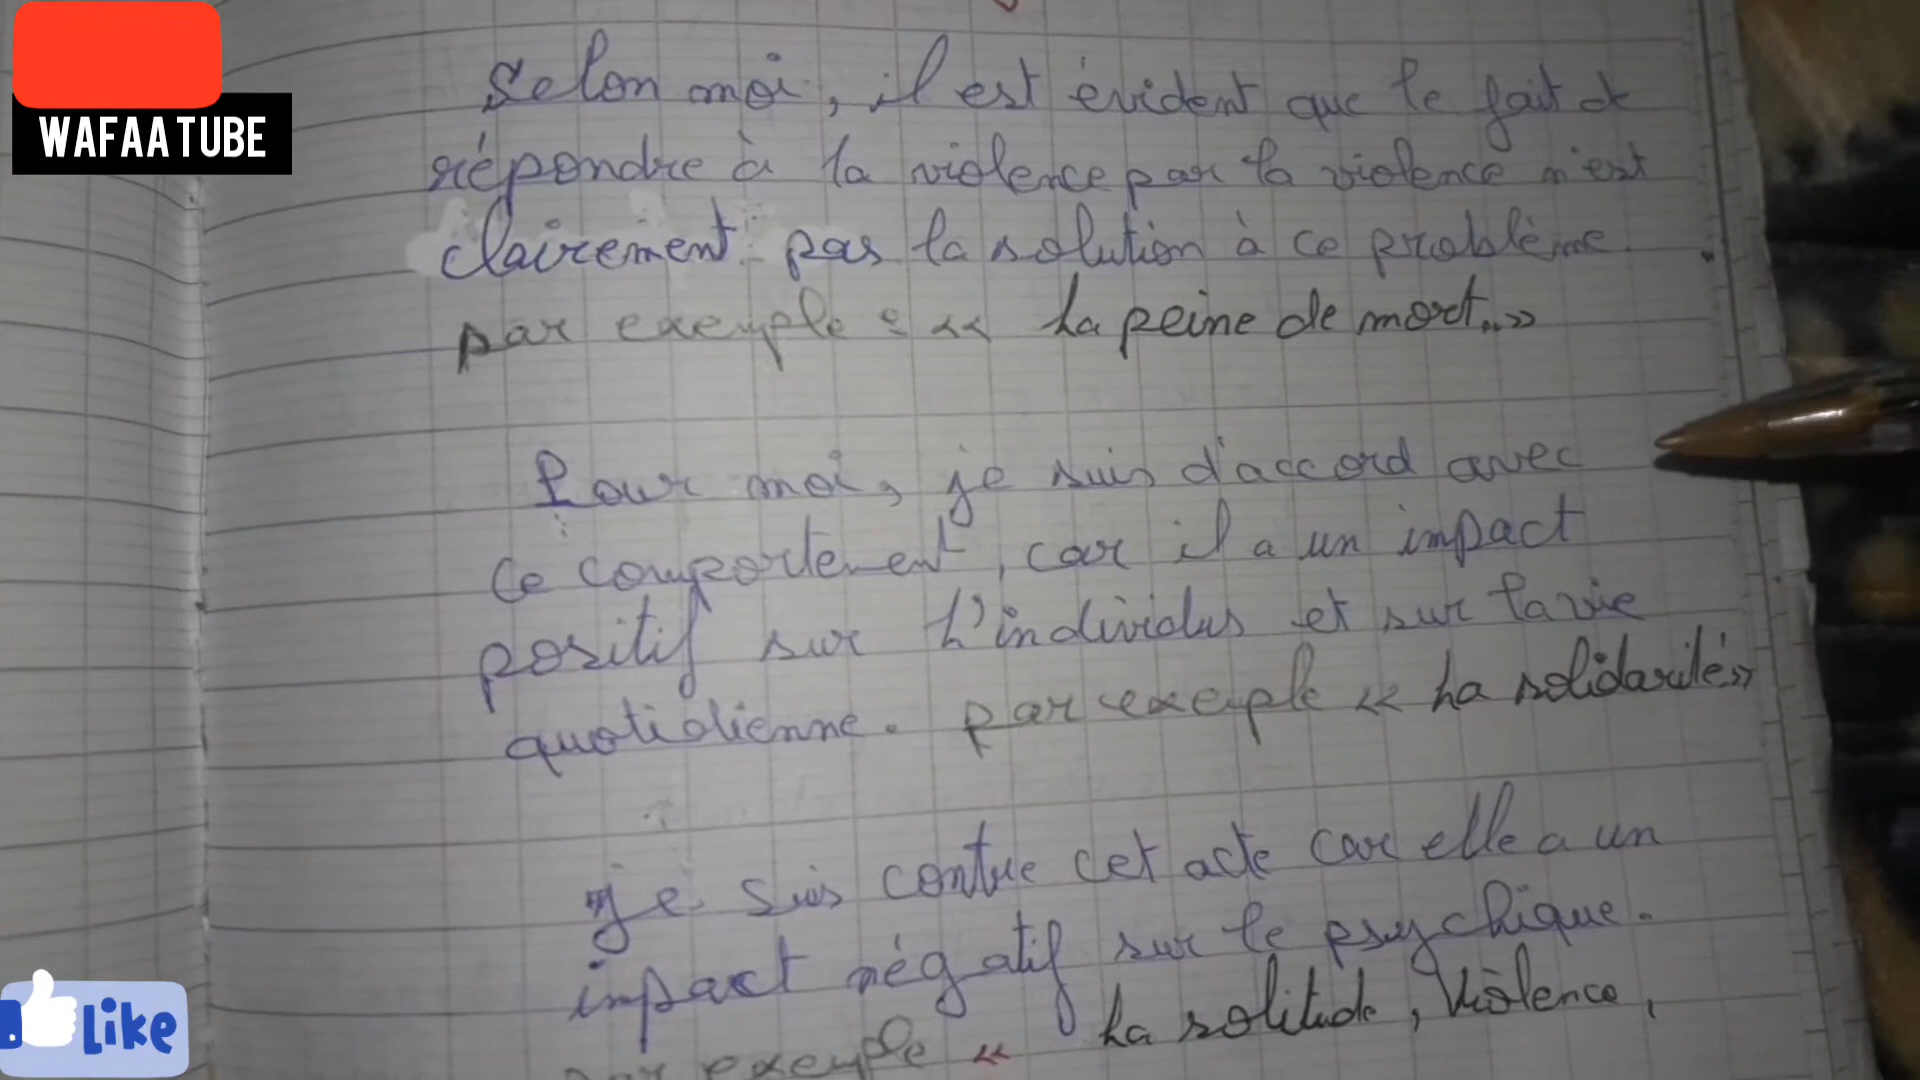 WAFAA TUBE
Selon moi, il est évident que le fait de
répondre à la violence par la violence n'est
clairement pas la solution à ce problème.
par exemple : << La peine de mort..>>
Pour moi, je suis d'accord avec
ce comportement, car il a un impact
positif sur l'individus et sur la vie
quotidienne. par exemple << La solidarité>>
je suis contre cet acte car elle a un
impact négatif sur le psychique.
par exemple << La solitude, Violence,
Like